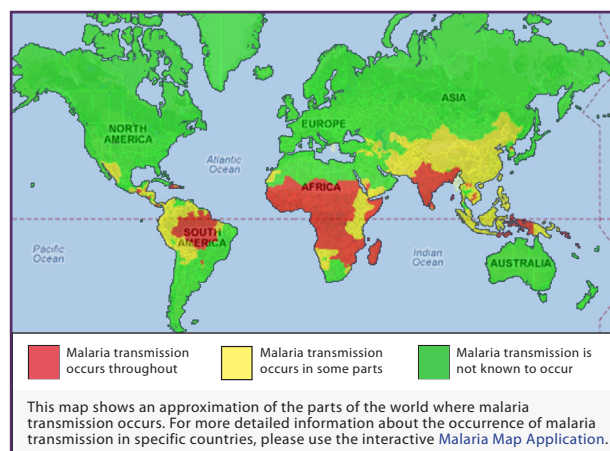 NORTH
AMERICA
Atlantic
Ocean
EUROPE
ASIA
AFRICA
Pacific
Ocean
SOUTH
AMERICA
Indian
Ocean
AUSTRALIA
Malaria transmission
occurs throughout
Malaria transmission
occurs in some parts
Malaria transmission is
not known to occur
This map shows an approximation of the parts of the world where malaria
transmission occurs. For more detailed information about the occurrence of malaria
transmission in specific countries, please use the interactive Malaria Map Application.